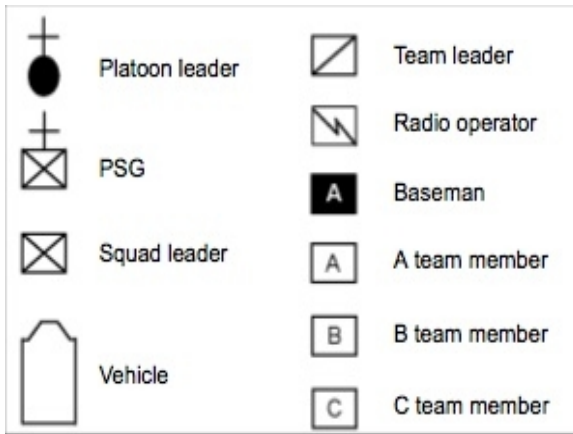 Platoon leader
PSG
Squad leader
Vehicle
Team leader
Radio operator
A Baseman
A A team member
B B team member
C C team member